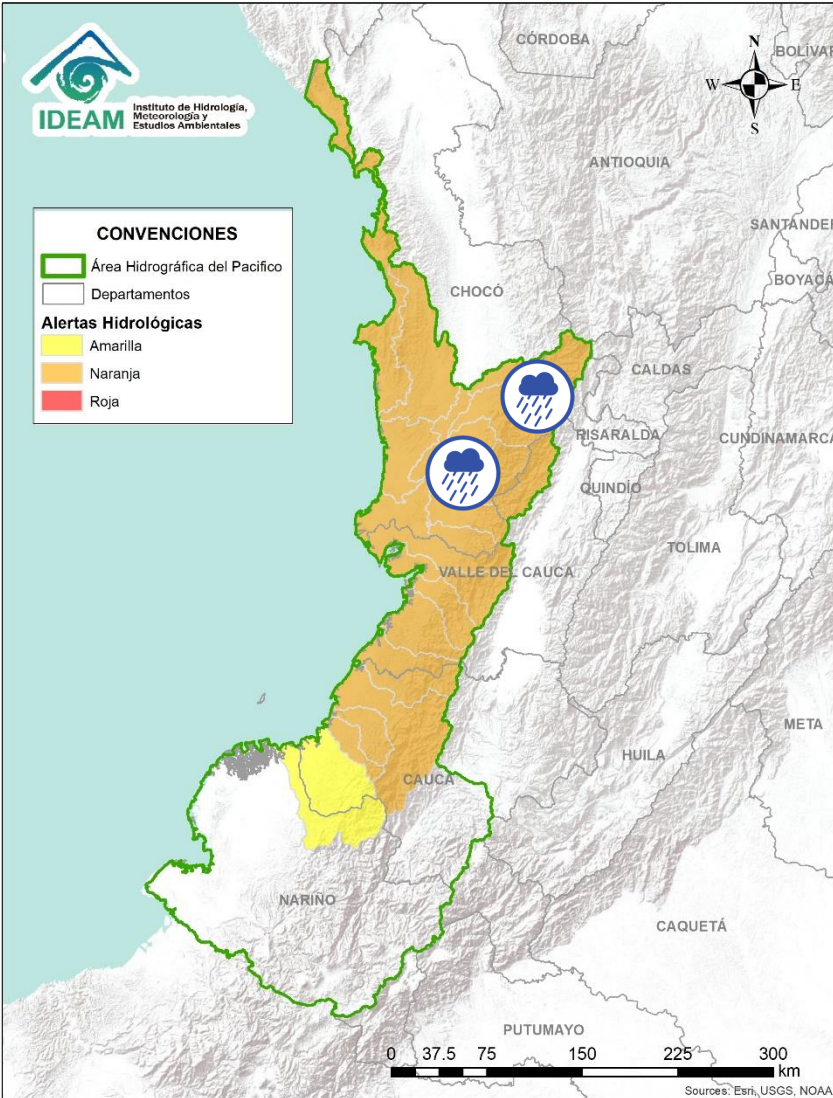 IDEAM
Instituto de Hidrología,
Meteorología y
Estudios Ambientales
N
W
E
S
CONVENCIONES
Área Hidrográfica del Pacifico
Departamentos
Alertas Hidrológicas
Amarilla
Naranja
Roja
CÓRDOBA
BOLÍVAR
ANTIOQUIA
SANTANDER
BOYACÁ
CHOCÓ
CALDAS
RISARALDA
CUNDINAMARCA
QUINDÍO
TOLIMA
VALLE DEL CAUCA
META
HUILA
CAUCA
NARIÑO
CAQUETÁ
PUTUMAYO
0 37.5 75 150 225 300
km
Sources: Esri, USGS, NOAA